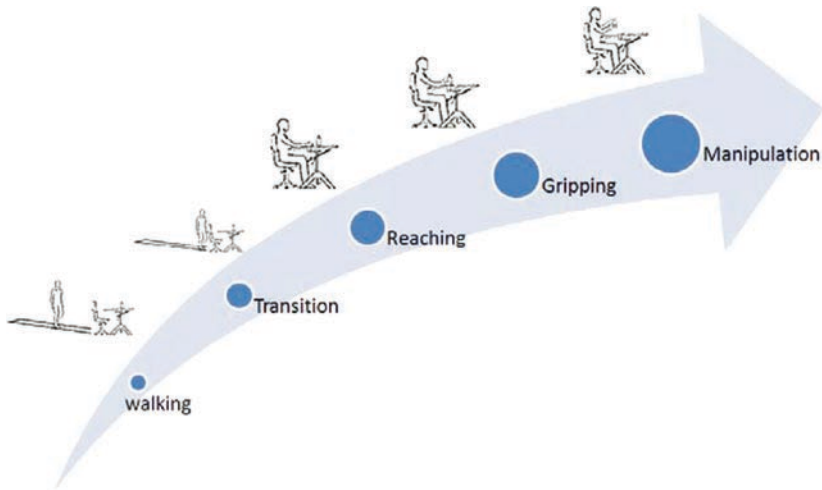 walking
Transition
Reaching
Gripping
Manipulation